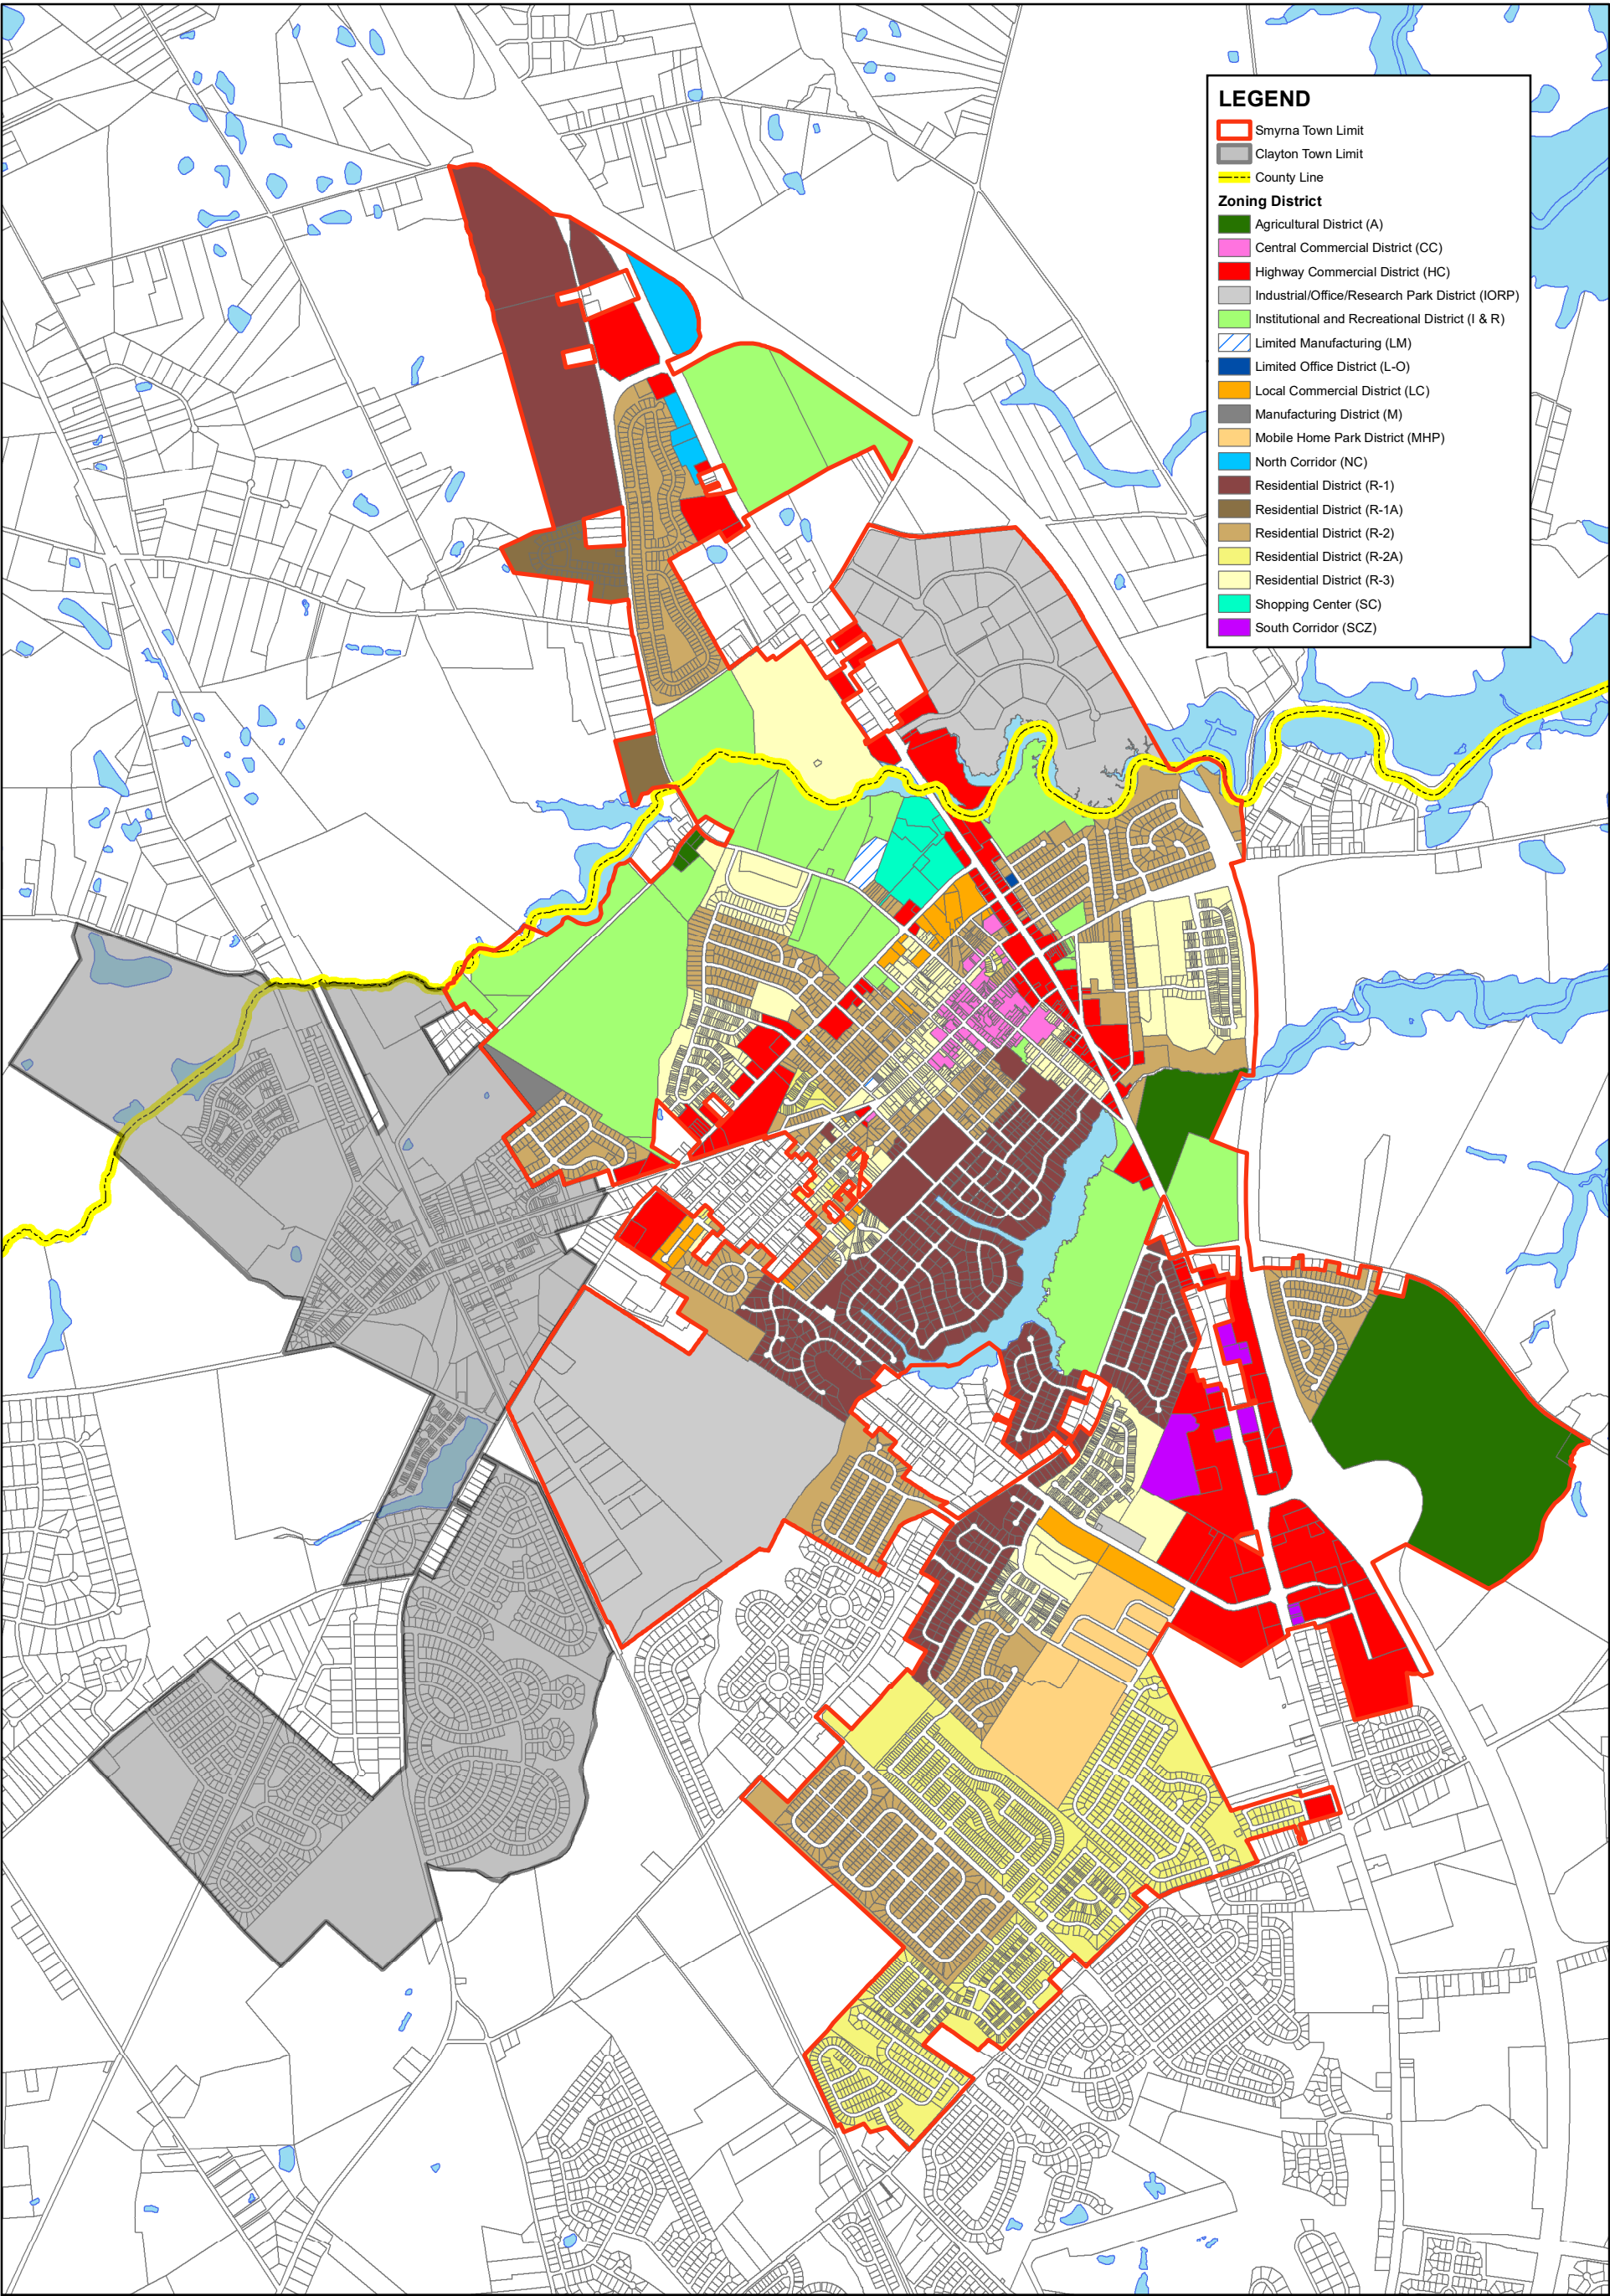 LEGEND
Smyrna Town Limit
Clayton Town Limit
County Line
Zoning District
Agricultural District (A)
Central Commercial District (CC)
Highway Commercial District (HC)
Industrial/Office/Research Park District (IORP)
Institutional and Recreational District (I & R)
Limited Manufacturing (LM)
Limited Office District (L-O)
Local Commercial District (LC)
Manufacturing District (M)
Mobile Home Park District (MHP)
North Corridor (NC)
Residential District (R-1)
Residential District (R-1A)
Residential District (R-2)
Residential District (R-2A)
Residential District (R-3)
Shopping Center (SC)
South Corridor (SCZ)